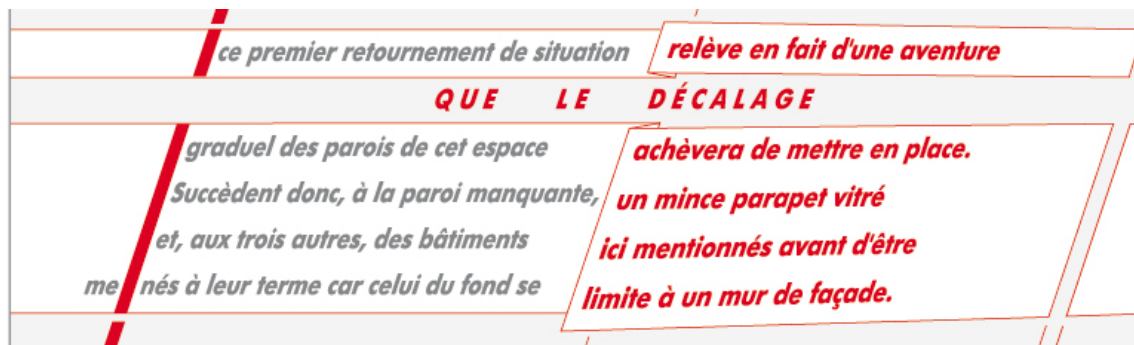 ce premier retournement de situation relève en fait d'une aventure
QUE LE DÉCALAGE
graduel des parois de cet espace achèvera de mettre en place.
Succèdent donc, à la paroi manquante, un mince parapet vitré
et, aux trois autres, des bâtiments ici mentionnés avant d'être
me nés à leur terme car celui du fond se limite à un mur de façade.